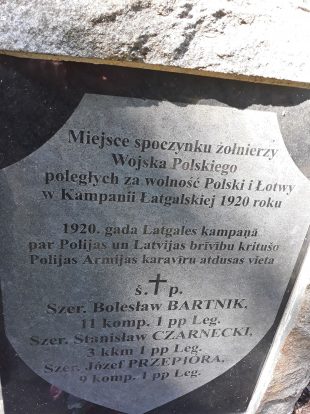 Miejsce spoczynku żołnierzy
Wojska Polskiego
poległych za wolność Polski i Łotwy
w Kampanii Łatgalskiej 1920 roku
1920. gada Latgales kampaņā
par Polijas un Latvijas brīvību kritušo
Polijas Armijas karavīru atdusas vieta
ś. † p.
Szer. Bolesław BARTNIK,
11 komp. 1 pp Leg.
Szer. Stanisław CZARNECKI,
3 kkm 1 pp Leg.
Szer. Józef PRZEPIÓRA,
9 komp. 1 pp Leg.